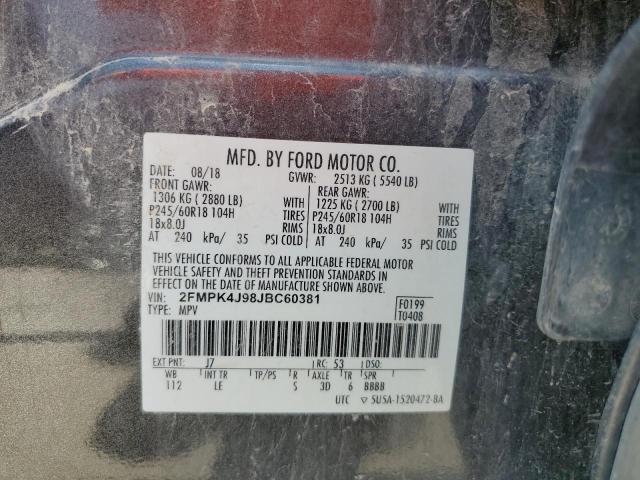 MFD. BY FORD MOTOR CO.
DATE: 08/18 GVWR: 2513 KG ( 5540 LB)
FRONT GAWR: REAR GAWR:
1306 KG ( 2880 LB) WITH 1225 KG ( 2700 LB) WITH
P245/60R18 104H TIRES P245/60R18 104H TIRES
18x8.0J RIMS 18x8.0J RIMS
AT 240 kPa/ 35 PSI COLD AT 240 kPa/ 35 PSI COLD
THIS VEHICLE CONFORMS TO ALL APPLICABLE FEDERAL MOTOR
VEHICLE SAFETY AND THEFT PREVENTION STANDARDS IN
EFFECT ON THE DATE OF MANUFACTURE SHOWN ABOVE.
VIN: 2FMPK4J98JBC60381 F0199
TYPE: MPV T0408
EXT PNT: J7 RC: 53 DSO:
WB INT TR TP/PS R AXLE TR SPR
112 LE S 3D 6 BBBB
UTC ▽ 5U5A-1520472-BA